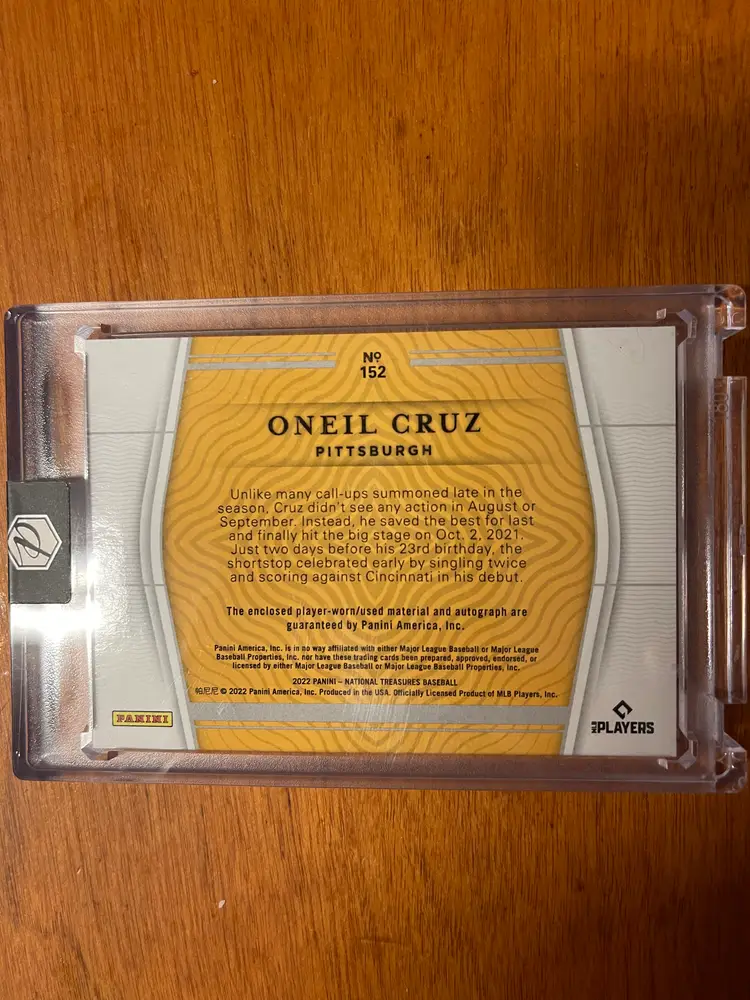 Nº
152
ONEIL CRUZ
PITTSBURGH
Unlike many call-ups summoned late in the
season, Cruz didn't see any action in August or
September. Instead, he saved the best for last
and finally hit the big stage on Oct. 2, 2021.
Just two days before his 23rd birthday, the
shortstop celebrated early by singling twice
and scoring against Cincinnati in his debut.
The enclosed player-worn/used material and autograph are
guaranteed by Panini America, Inc.
Panini America, Inc. is in no way affiliated with either Major League Baseball or Major League
Baseball Properties, Inc. nor have these trading cards been prepared, approved, endorsed, or
licensed by either Major League Baseball or Major League Baseball Properties, Inc.
2022 PANINI – NATIONAL TREASURES BASEBALL
帕尼尼 © 2022 Panini America, Inc. Produced in the USA. Officially Licensed Product of MLB Players, Inc.
PANINI
MLB PLAYERS